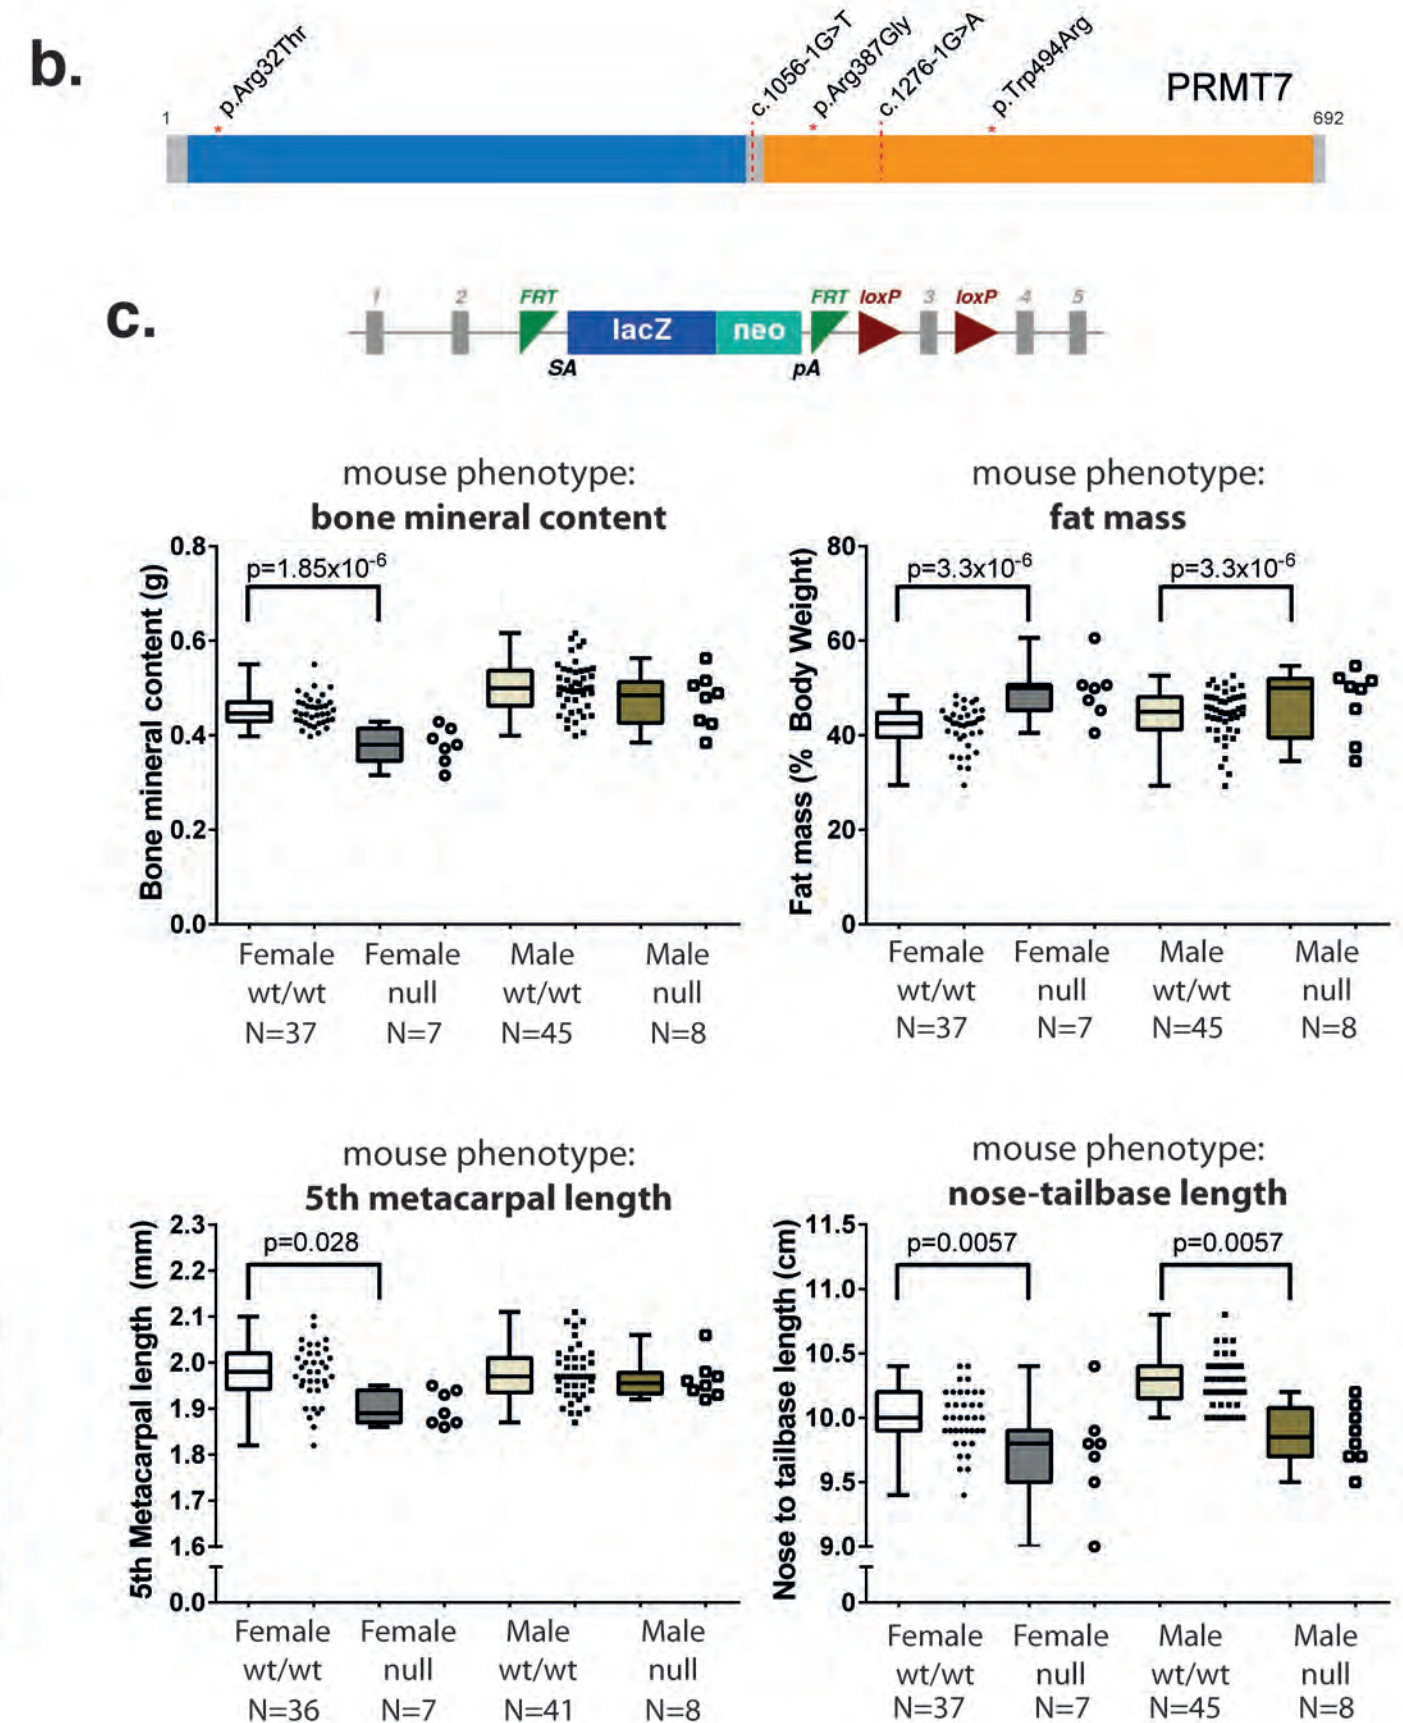 b.
p.Arg32Thr
c.1056-1G>T
p.Arg387Gly
c.1276-1G>A
p.Trp494Arg
PRMT7
1
692
c.
1 2 FRT FRT loxP 3 loxP 4 5
lacZ neo
SA pA
mouse phenotype:
bone mineral content
Bone mineral content (g)
0.8
0.6
0.4
0.2
0.0
p=1.85x10-6
Female Female Male Male
wt/wt null wt/wt null
N=37 N=7 N=45 N=8
mouse phenotype:
fat mass
Fat mass (% Body Weight)
80
60
40
20
0
p=3.3x10-6 p=3.3x10-6
Female Female Male Male
wt/wt null wt/wt null
N=37 N=7 N=45 N=8
mouse phenotype:
5th metacarpal length
5th Metacarpal length (mm)
2.3
2.2
2.1
2.0
1.9
1.8
1.7
1.6
0.0
p=0.028
Female Female Male Male
wt/wt null wt/wt null
N=36 N=7 N=41 N=8
mouse phenotype:
nose-tailbase length
Nose to tailbase length (cm)
11.5
11.0
10.5
10.0
9.5
9.0
0
p=0.0057 p=0.0057
Female Female Male Male
wt/wt null wt/wt null
N=37 N=7 N=45 N=8